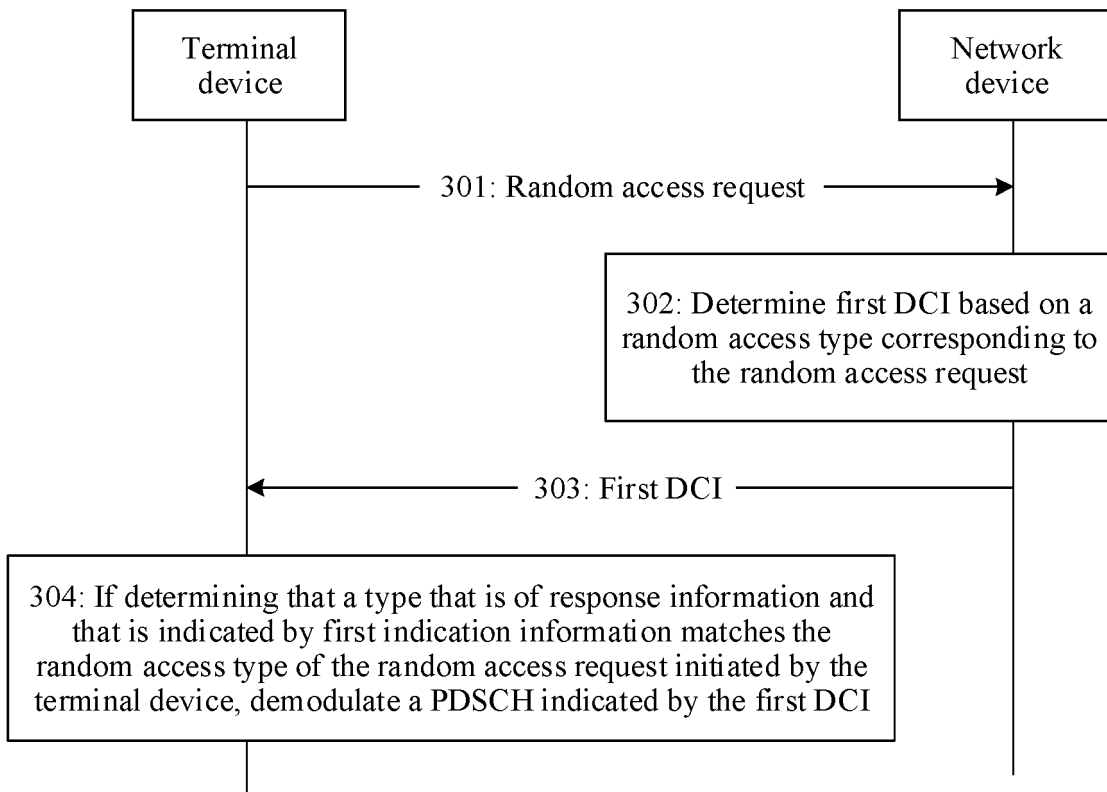 Terminal
device
Network
device
301: Random access request
302: Determine first DCI based on a
random access type corresponding to
the random access request
303: First DCI
304: If determining that a type that is of response information and
that is indicated by first indication information matches the
random access type of the random access request initiated by the
terminal device, demodulate a PDSCH indicated by the first DCI